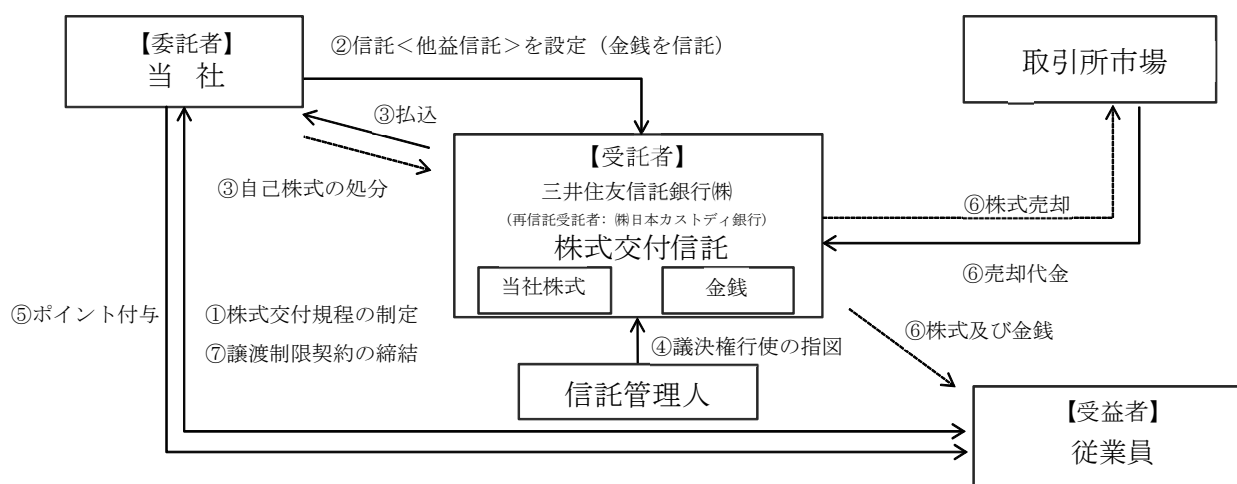 【委託者】
当 社
②信託<他益信託>を設定（金銭を信託）
取引所市場
③払込
③自己株式の処分
【受託者】
三井住友信託銀行㈱
(再信託受託者: ㈱日本カストディ銀行)
株式交付信託
当社株式
金銭
⑥株式売却
⑥売却代金
⑤ポイント付与
①株式交付規程の制定
⑦譲渡制限契約の締結
④議決権行使の指図
⑥株式及び金銭
信託管理人
【受益者】
従業員